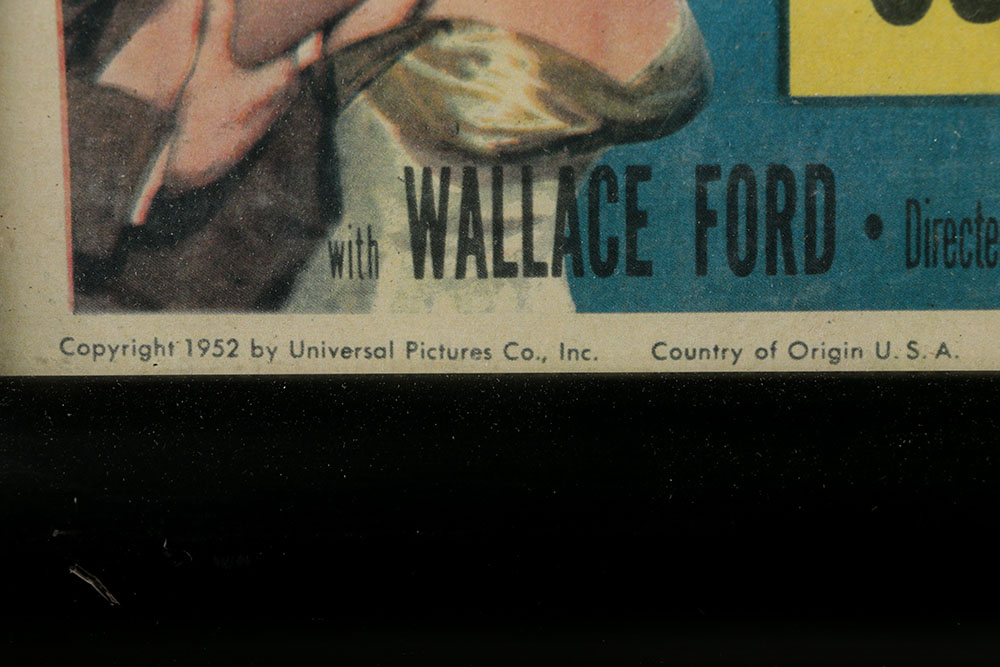 with WALLACE FORD • Directe
Copyright 1952 by Universal Pictures Co., Inc. Country of Origin U. S. A.